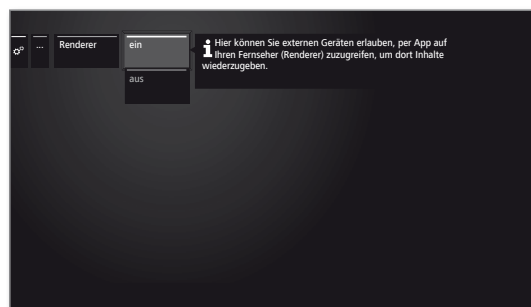 ... Renderer ein Hier können Sie externen Geräten erlauben, per App auf
Ihren Fernseher (Renderer) zuzugreifen, um dort Inhalte
wiederzugeben.
aus